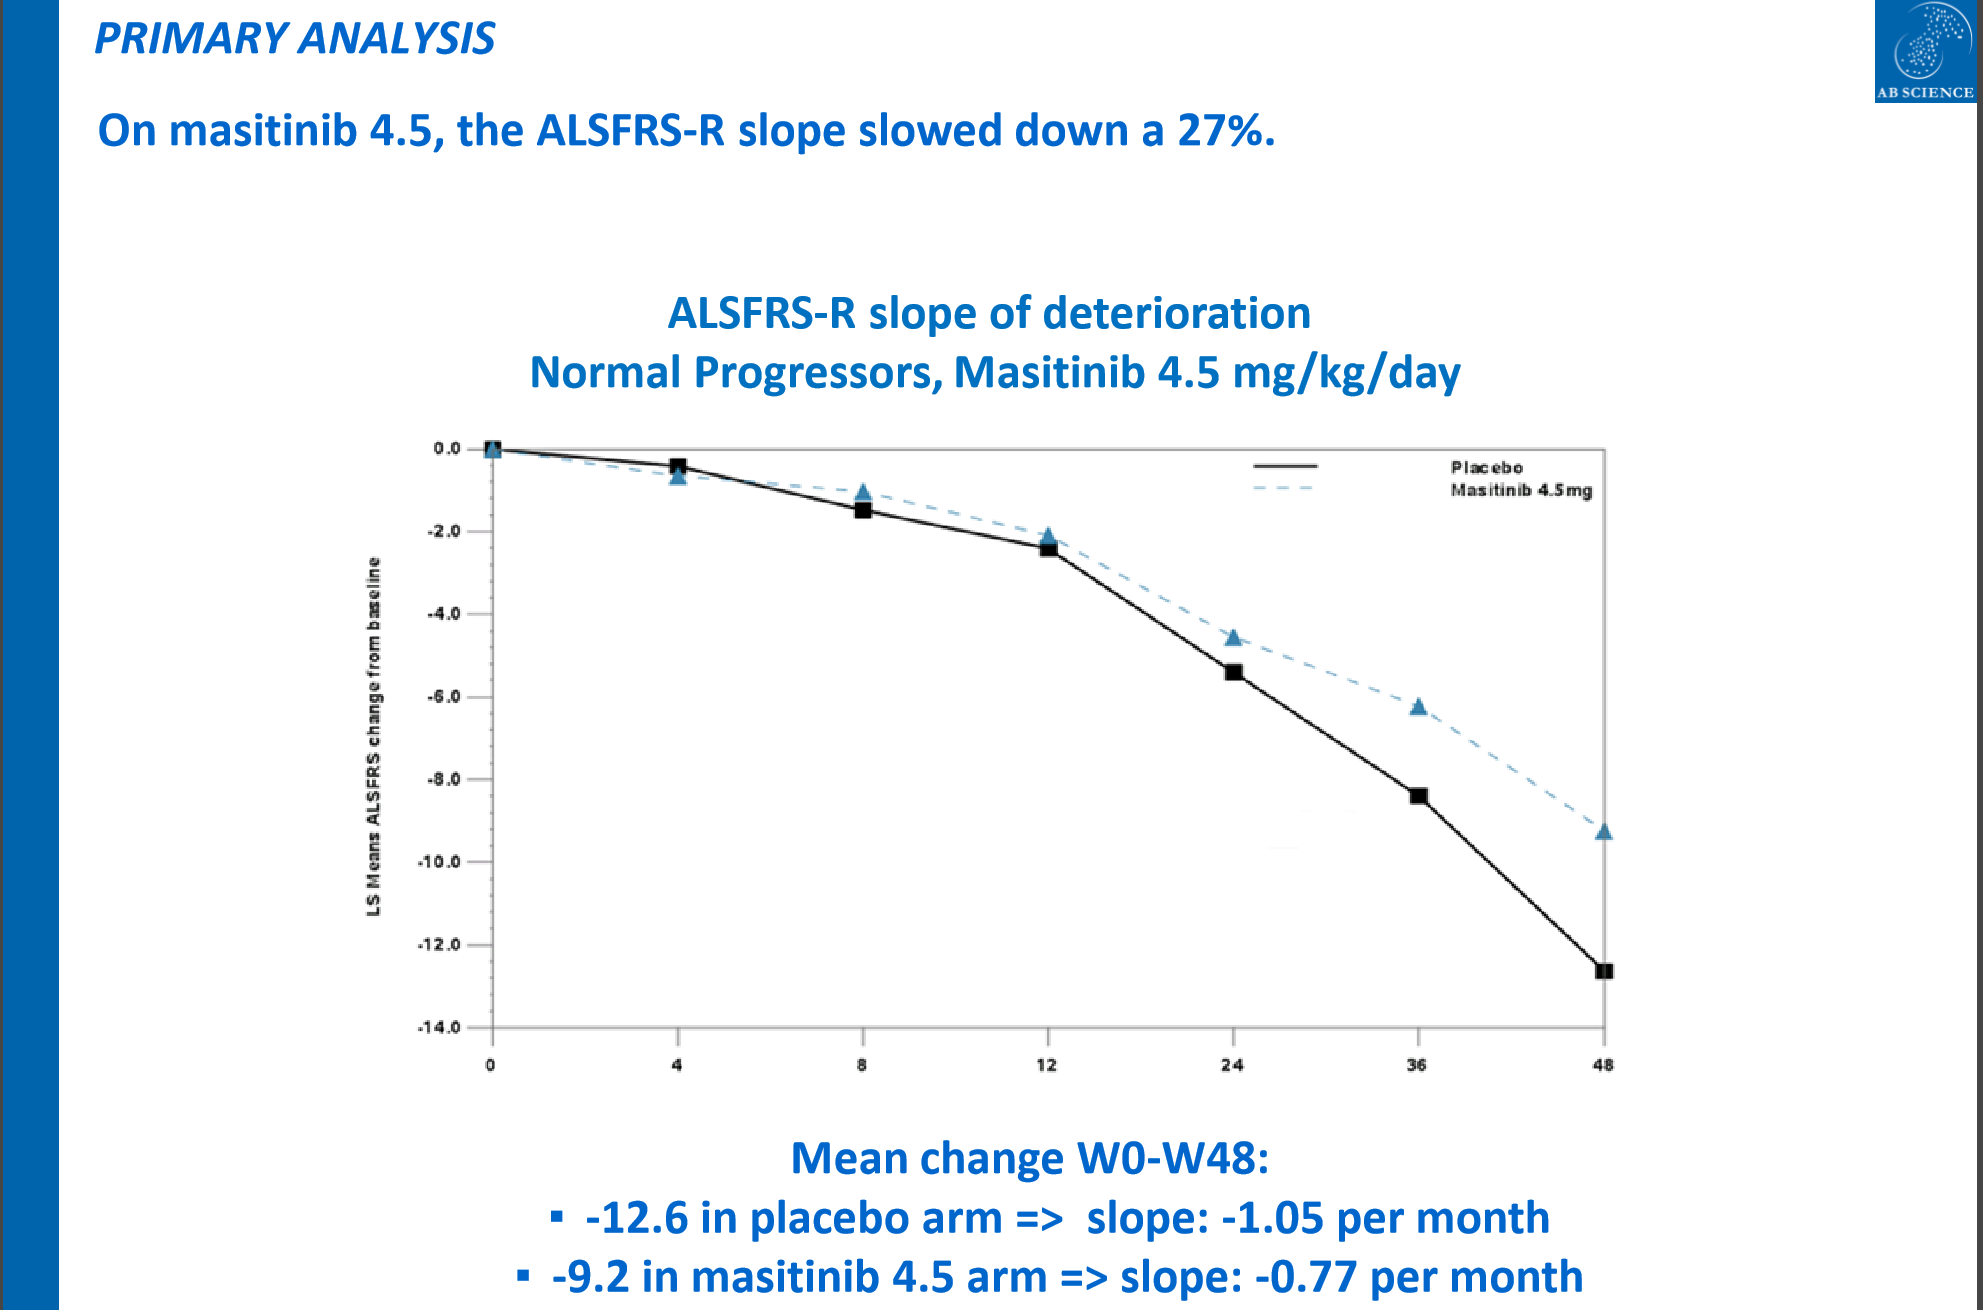 PRIMARY ANALYSIS
AB SCIENCE
On masitinib 4.5, the ALSFRS-R slope slowed down a 27%.
ALSFRS-R slope of deterioration
Normal Progressors, Masitinib 4.5 mg/kg/day
LS Means ALSFRS change from baseline
0.0
-2.0
-4.0
-6.0
-8.0
-10.0
-12.0
-14.0
Placebo
Masitinib 4.5mg
0 4 8 12 24 36 48
Mean change W0-W48:
▪ -12.6 in placebo arm => slope: -1.05 per month
▪ -9.2 in masitinib 4.5 arm => slope: -0.77 per month